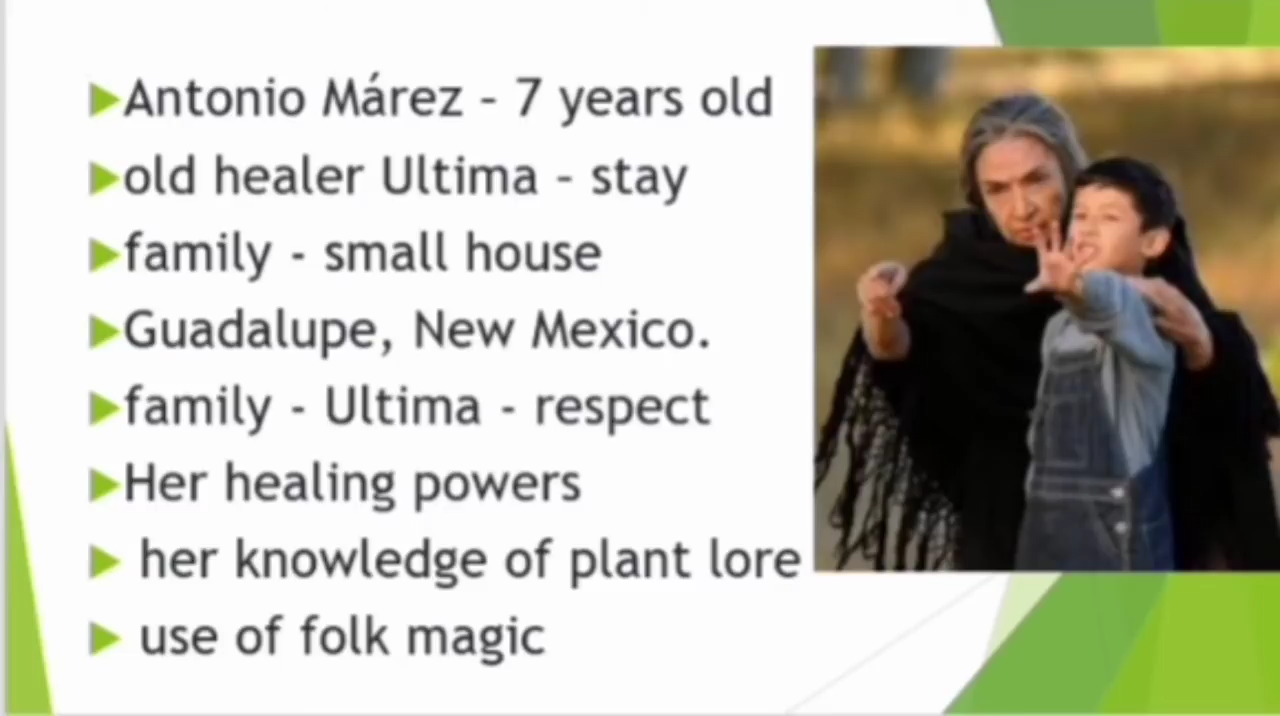 Antonio Márez – 7 years old
old healer Ultima – stay
family - small house
Guadalupe, New Mexico.
family - Ultima - respect
Her healing powers
her knowledge of plant lore
use of folk magic